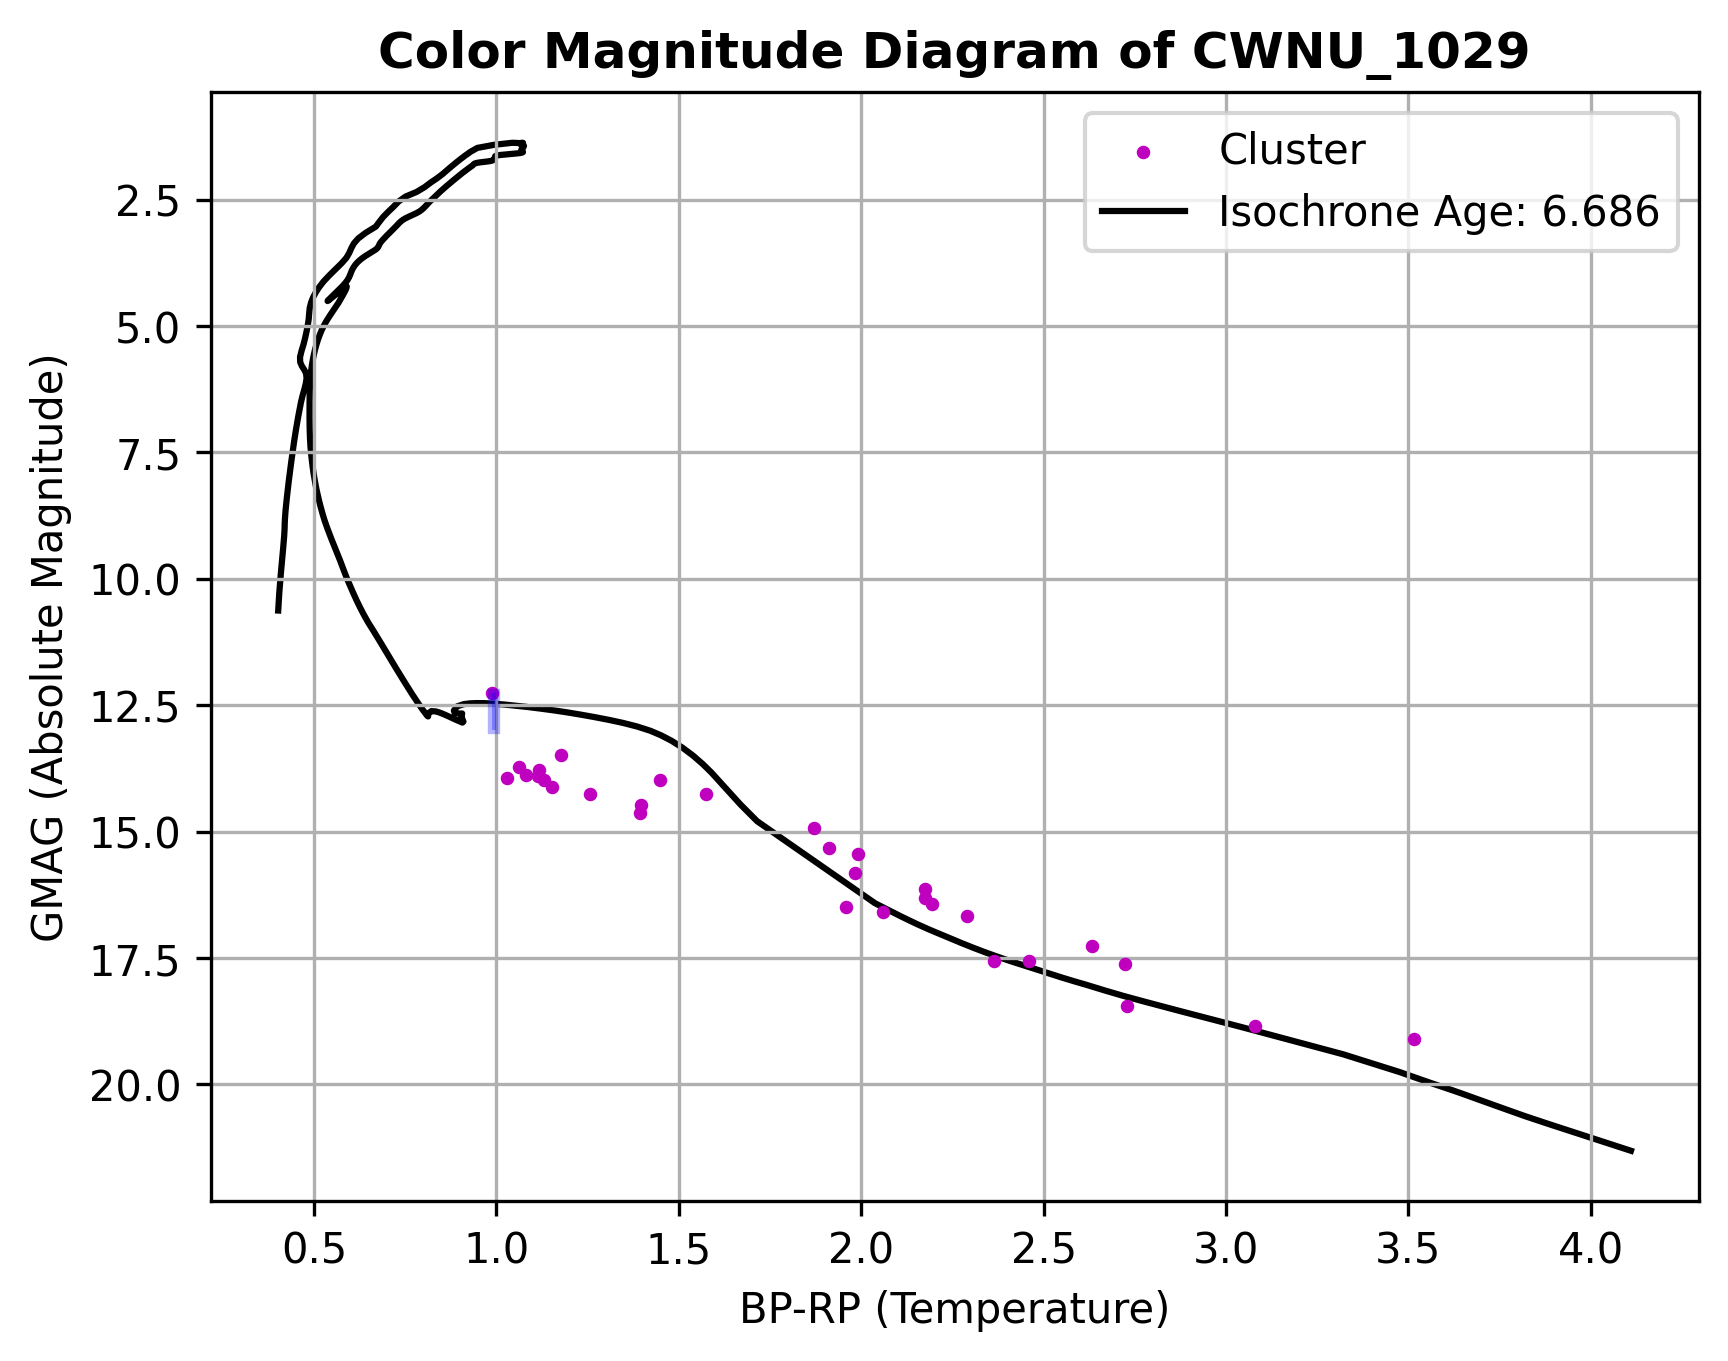 Color Magnitude Diagram of CWNU_1029
Cluster
Isochrone Age: 6.686
GMAG (Absolute Magnitude)
2.5
5.0
7.5
10.0
12.5
15.0
17.5
20.0
0.5 1.0 1.5 2.0 2.5 3.0 3.5 4.0
BP-RP (Temperature)